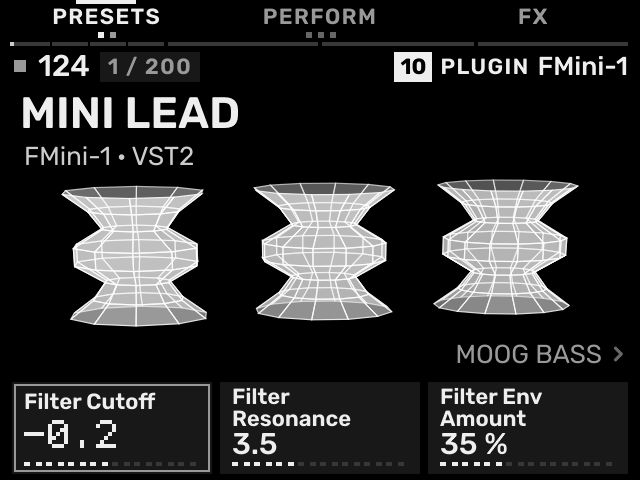 PRESETS PERFORM FX
124 1 / 200 10 PLUGIN FMini-1
MINI LEAD
FMini-1 • VST2
MOOG BASS >
Filter Cutoff
-0.2
Filter
Resonance
3.5
Filter Env
Amount
35 %